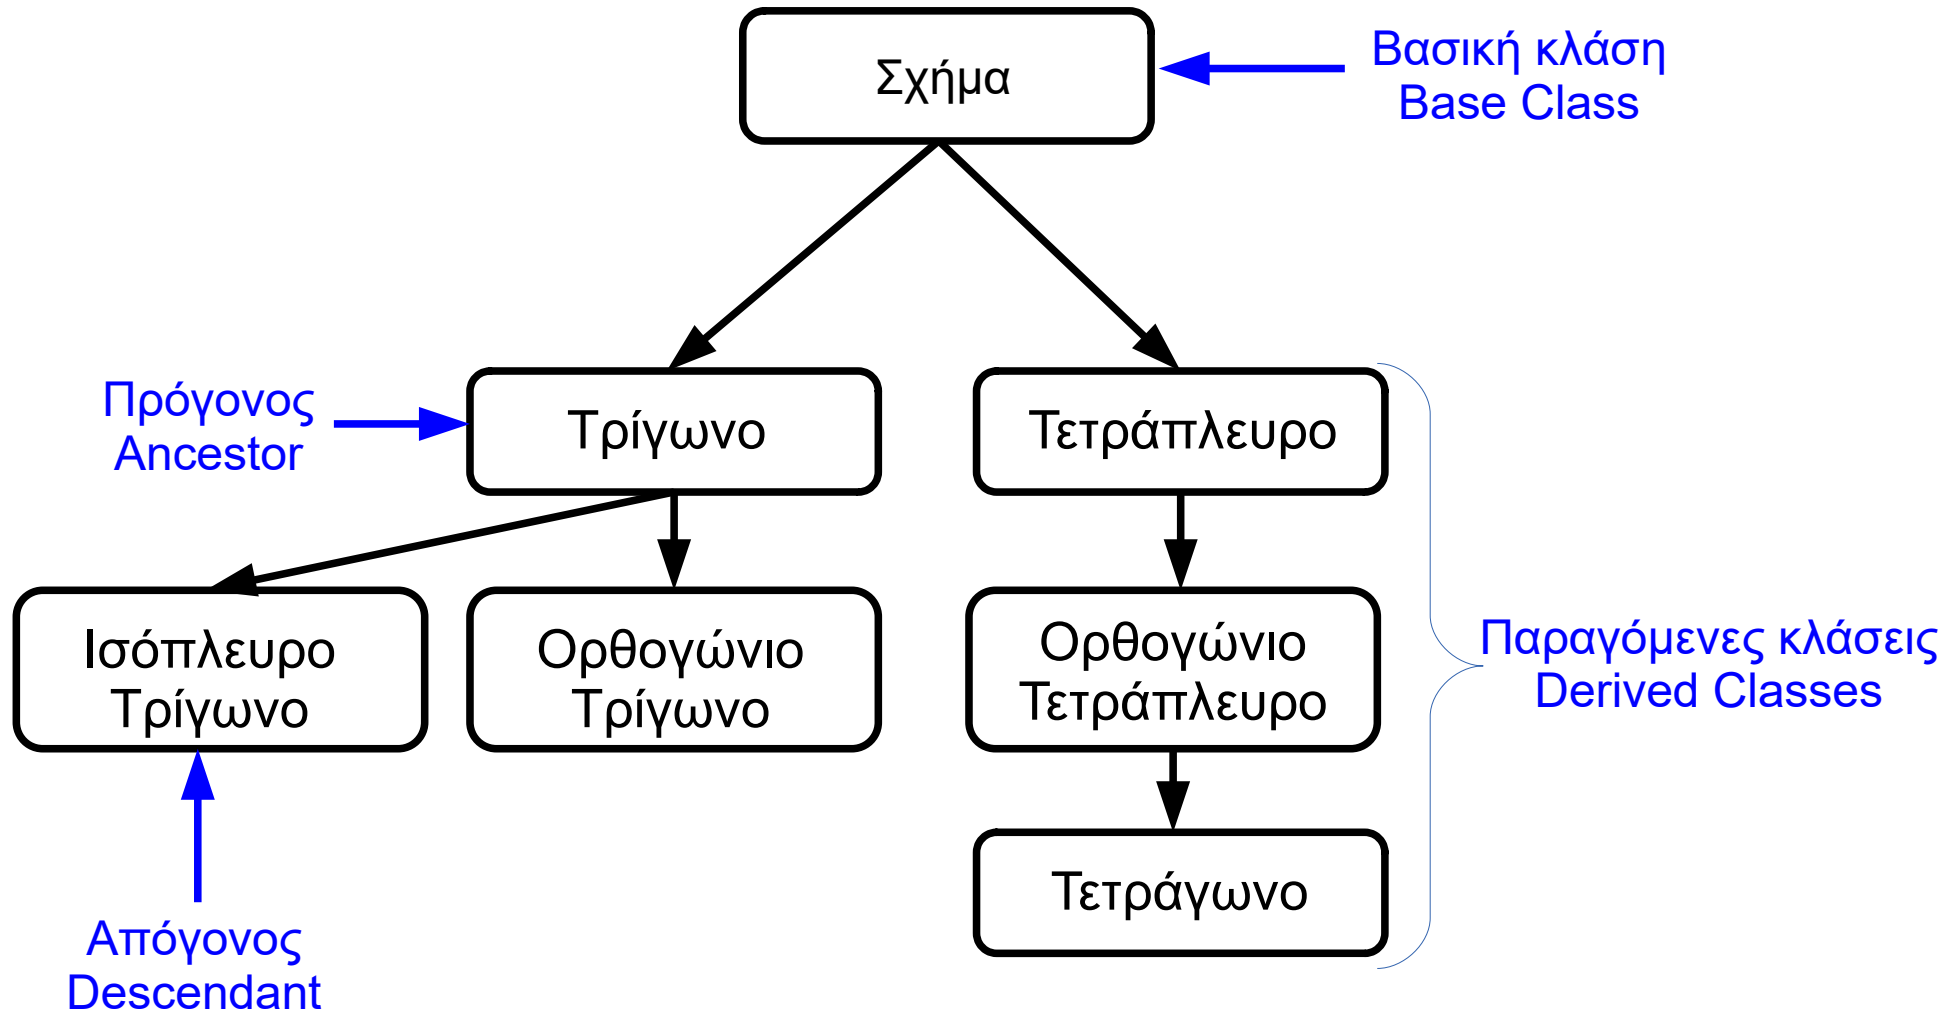 Σχήμα
Βασική κλάση
Base Class
Πρόγονος
Ancestor
Τρίγωνο
Τετράπλευρο
Ισόπλευρο
Τρίγωνο
Ορθογώνιο
Τρίγωνο
Ορθογώνιο
Τετράπλευρο
Παραγόμενες κλάσεις
Derived Classes
Τετράγωνο
Απόγονος
Descendant